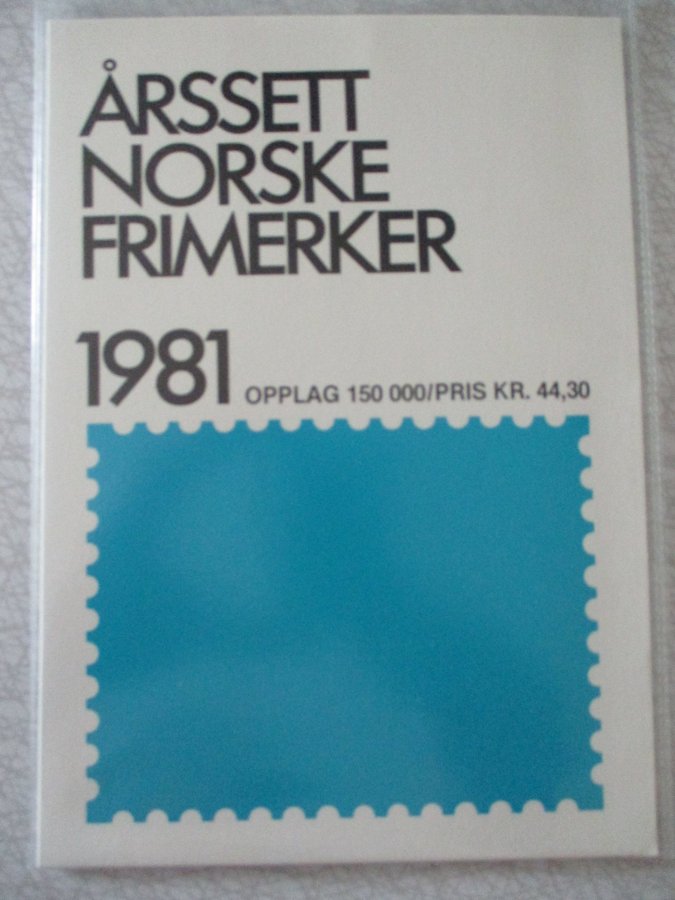 ÅRSSETT
NORSKE
FRIMERKER
1981 OPPLAG 150 000/PRIS KR. 44,30